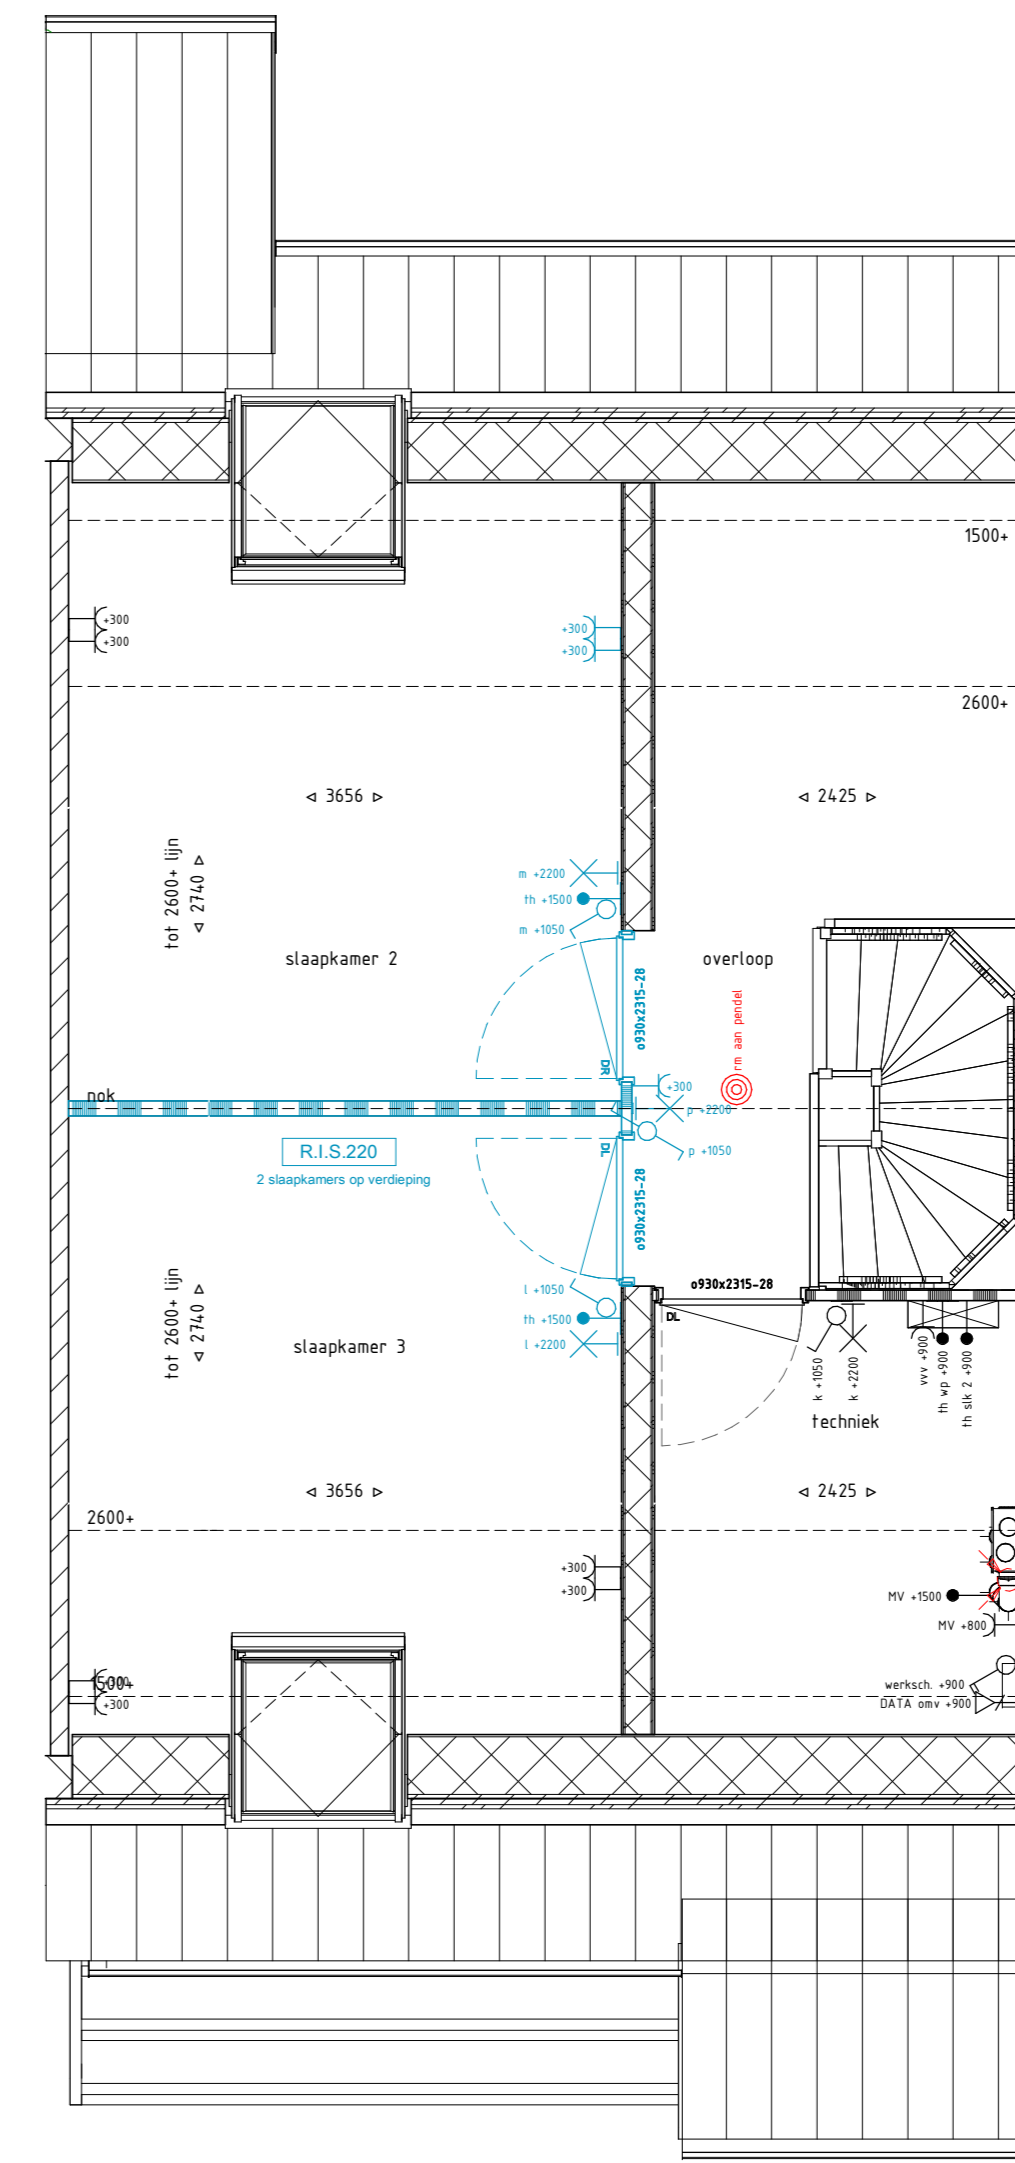 1500+
+300
+300
+300
+300
2600+
◃ 3656 ▹
◃ 2425 ▹
tot 2600+ lijn
◃ 2740 ▹
m +2200
th +1500
m +1050
slaapkamer 2
overloop
o930x2315-28
rm aan pendel
DR
+300
nok
p +2200
p +1050
R.I.S.220
2 slaapkamers op verdieping
DL
o930x2315-28
l +1050
th +1500
l +2200
o930x2315-28
DL
tot 2600+ lijn
◃ 2740 ▹
slaapkamer 3
k +1050
k +2200
vvv +900
th wp +900
th slk 2 +900
techniek
◃ 3656 ▹
◃ 2425 ▹
2600+
+300
+300
MV +1500
MV +800
1500+
+300
+300
werksch. +900
DATA omv +900